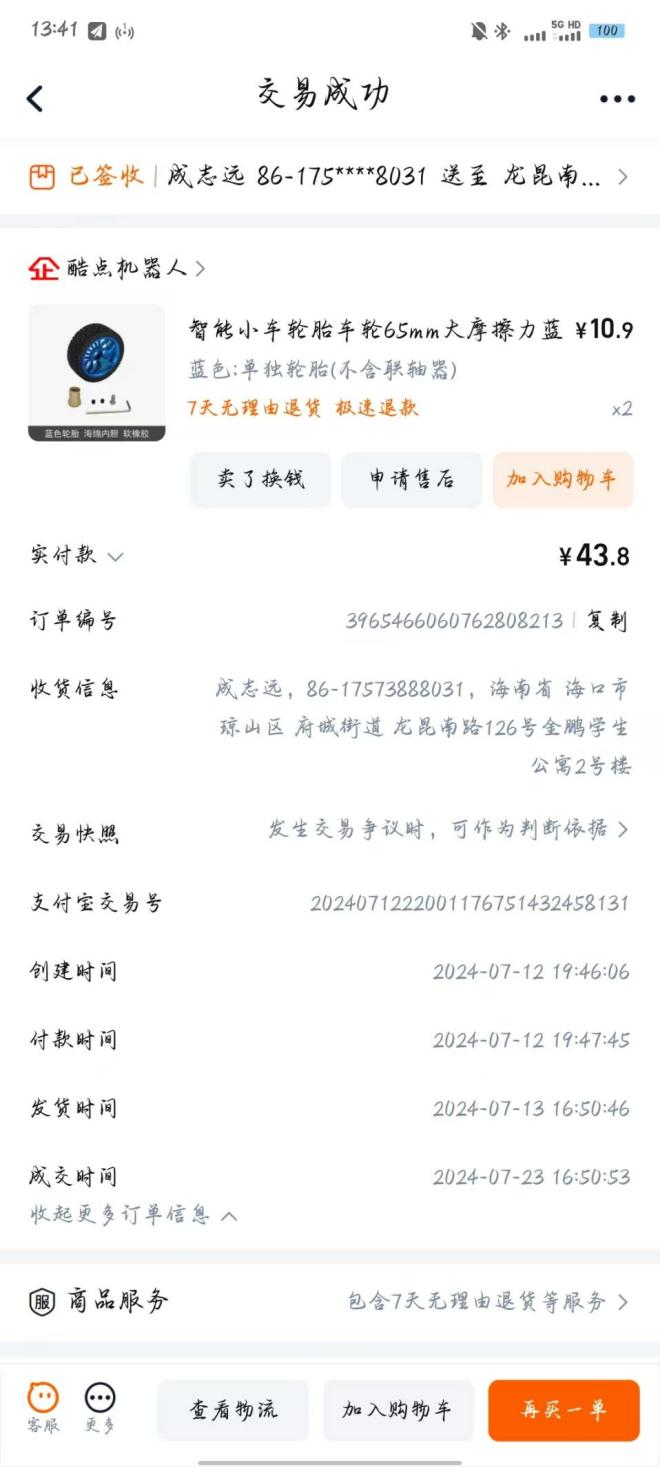 13:41 5G HD 100
交易成功
已签收 | 成志远 86-175****8031 送至 龙昆南...
企 酷点机器人
智能小车轮胎车轮65mm大摩擦力蓝 ¥10.9
蓝色:单独轮胎(不含联轴器)
7天无理由退货 极速退款 x2
蓝色轮胎 海绵内胆 软橡胶
卖了换钱 申请售后 加入购物车
实付款 ¥43.8
订单编号 3965466060762808213 | 复制
收货信息 成志远，86-17573888031，海南省 海口市
琼山区 府城街道 龙昆南路126号金鹏学生
公寓2号楼
交易快照 发生交易争议时，可作为判断依据
支付宝交易号 2024071222001176751432458131
创建时间 2024-07-12 19:46:06
付款时间 2024-07-12 19:47:45
发货时间 2024-07-13 16:50:46
成交时间 2024-07-23 16:50:53
收起更多订单信息
服 商品服务 包含7天无理由退货等服务
客服 更多 查看物流 加入购物车 再买一单